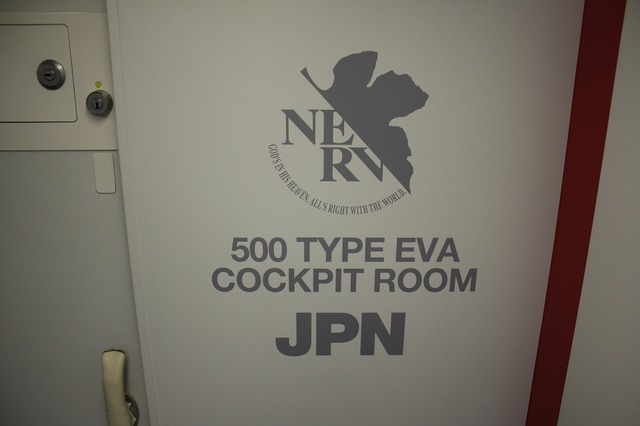 NERV
GOD'S IN HIS HEAVEN. ALL'S RIGHT WITH THE WORLD.
500 TYPE EVA
COCKPIT ROOM
JPN